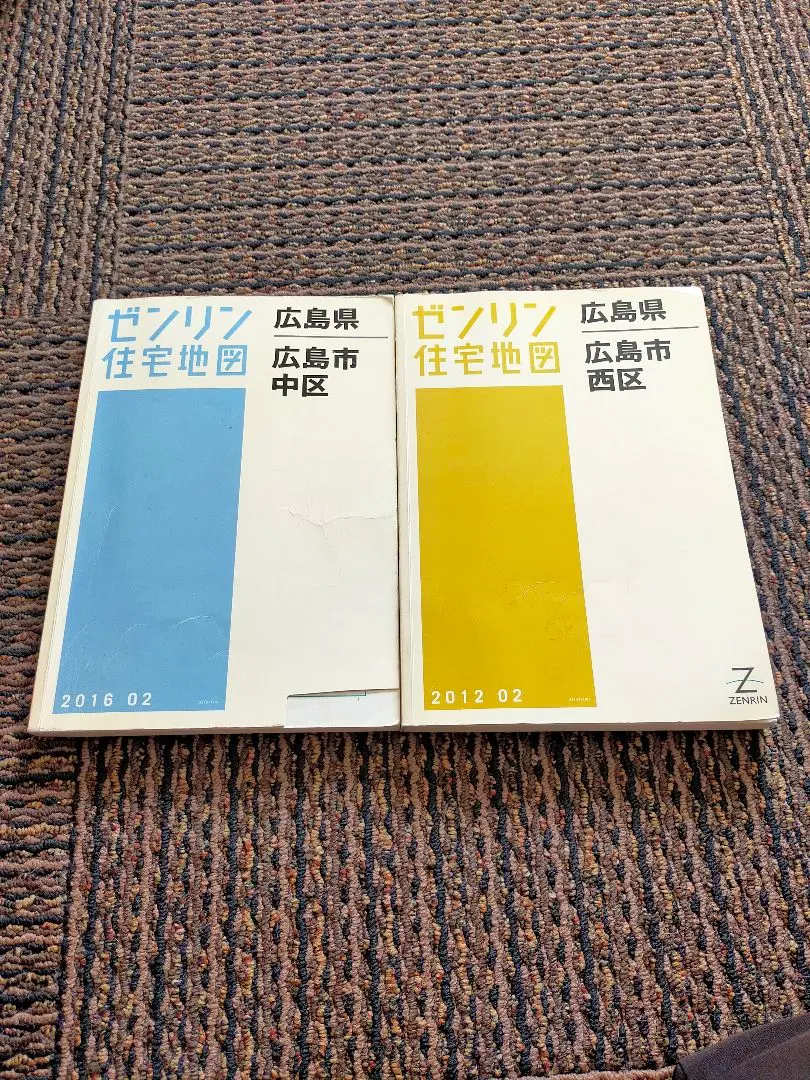 ゼンリン
住宅地図
広島県
広島市
中区
2016 02
ゼンリン
住宅地図
広島県
広島市
西区
2012 02
Z
ZENRIN